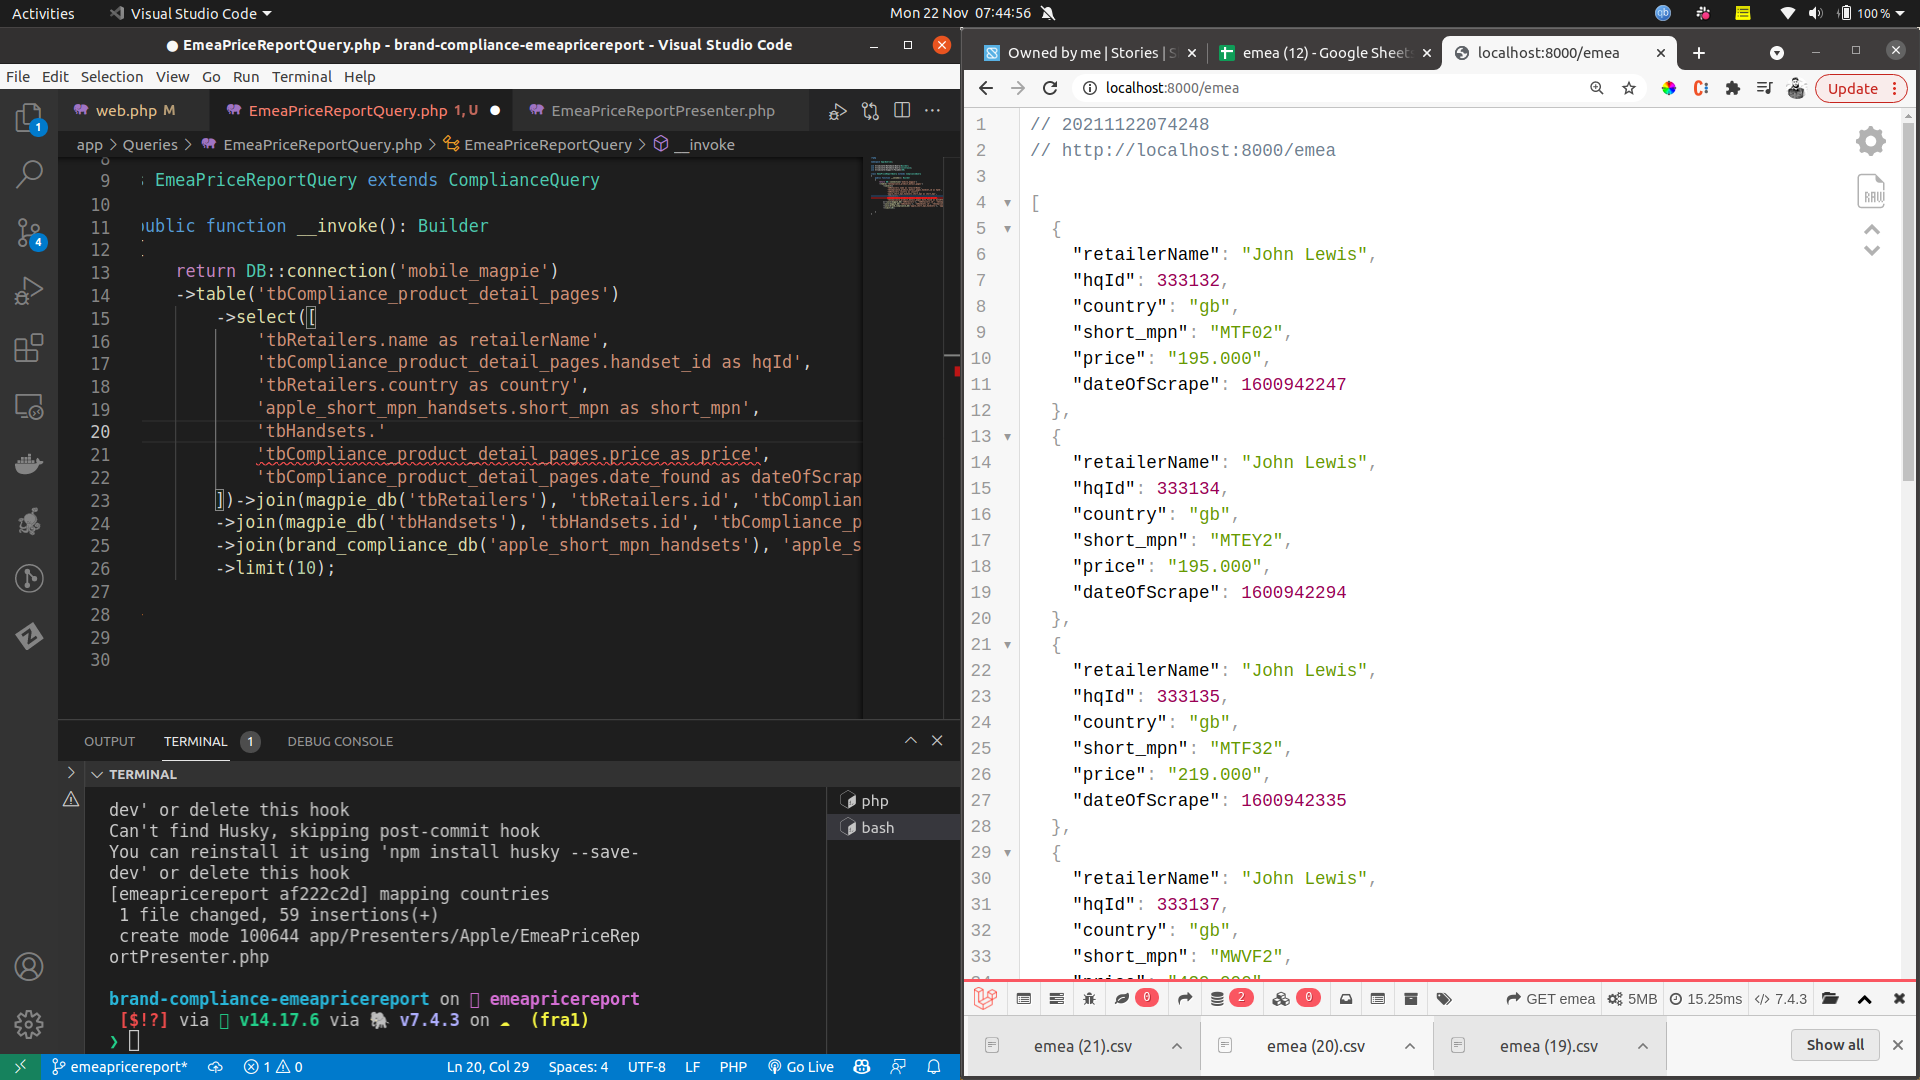 Activities
Visual Studio Code
Mon 22 Nov 07:44:56
100 %
● EmeaPriceReportQuery.php - brand-compliance-emeapricereport - Visual Studio Code
File Edit Selection View Go Run Terminal Help
web.php M
EmeaPriceReportQuery.php 1, U
EmeaPriceReportPresenter.php
app > Queries > EmeaPriceReportQuery.php > EmeaPriceReportQuery > __invoke
8
9 EmeaPriceReportQuery extends ComplianceQuery
10
11 public function __invoke(): Builder
12 {
13 return DB::connection('mobile_magpie')
14 ->table('tbCompliance_product_detail_pages')
15 ->select([
16 'tbRetailers.name as retailerName',
17 'tbCompliance_product_detail_pages.handset_id as hqId',
18 'tbRetailers.country as country',
19 'apple_short_mpn_handsets.short_mpn as short_mpn',
20 'tbHandsets.'
21 'tbCompliance_product_detail_pages.price as price',
22 'tbCompliance_product_detail_pages.date_found as dateOfScrap
23 ])->join(magpie_db('tbRetailers'), 'tbRetailers.id', 'tbComplian
24 ->join(magpie_db('tbHandsets'), 'tbHandsets.id', 'tbCompliance_p
25 ->join(brand_compliance_db('apple_short_mpn_handsets'), 'apple_s
26 ->limit(10);
27
28
29
30
1
4
OUTPUT TERMINAL 1 DEBUG CONSOLE
TERMINAL
dev' or delete this hook
Can't find Husky, skipping post-commit hook
You can reinstall it using 'npm install husky --save-
dev' or delete this hook
[emeapricereport af222c2d] mapping countries
1 file changed, 59 insertions(+)
create mode 100644 app/Presenters/Apple/EmeaPriceRep
ortPresenter.php
brand-compliance-emeapricereport on emeapricereport
[$!?] via v14.17.6 via v7.4.3 on (fra1)
❯
php
bash
emeapricereport* 1 0 Ln 20, Col 29 Spaces: 4 UTF-8 LF PHP Go Live
Owned by me | Stories | S
emea (12) - Google Sheets
localhost:8000/emea
localhost:8000/emea
Update
1 // 20211122074248
2 // http://localhost:8000/emea
3
4 [
5 {
6 "retailerName": "John Lewis",
7 "hqId": 333132,
8 "country": "gb",
9 "short_mpn": "MTF02",
10 "price": "195.000",
11 "dateOfScrape": 1600942247
12 },
13 {
14 "retailerName": "John Lewis",
15 "hqId": 333134,
16 "country": "gb",
17 "short_mpn": "MTEY2",
18 "price": "195.000",
19 "dateOfScrape": 1600942294
20 },
21 {
22 "retailerName": "John Lewis",
23 "hqId": 333135,
24 "country": "gb",
25 "short_mpn": "MTF32",
26 "price": "219.000",
27 "dateOfScrape": 1600942335
28 },
29 {
30 "retailerName": "John Lewis",
31 "hqId": 333137,
32 "country": "gb",
33 "short_mpn": "MWVF2",
RAW
0 2 0 GET emea 5MB 15.25ms 7.4.3
emea (21).csv
emea (20).csv
emea (19).csv
Show all